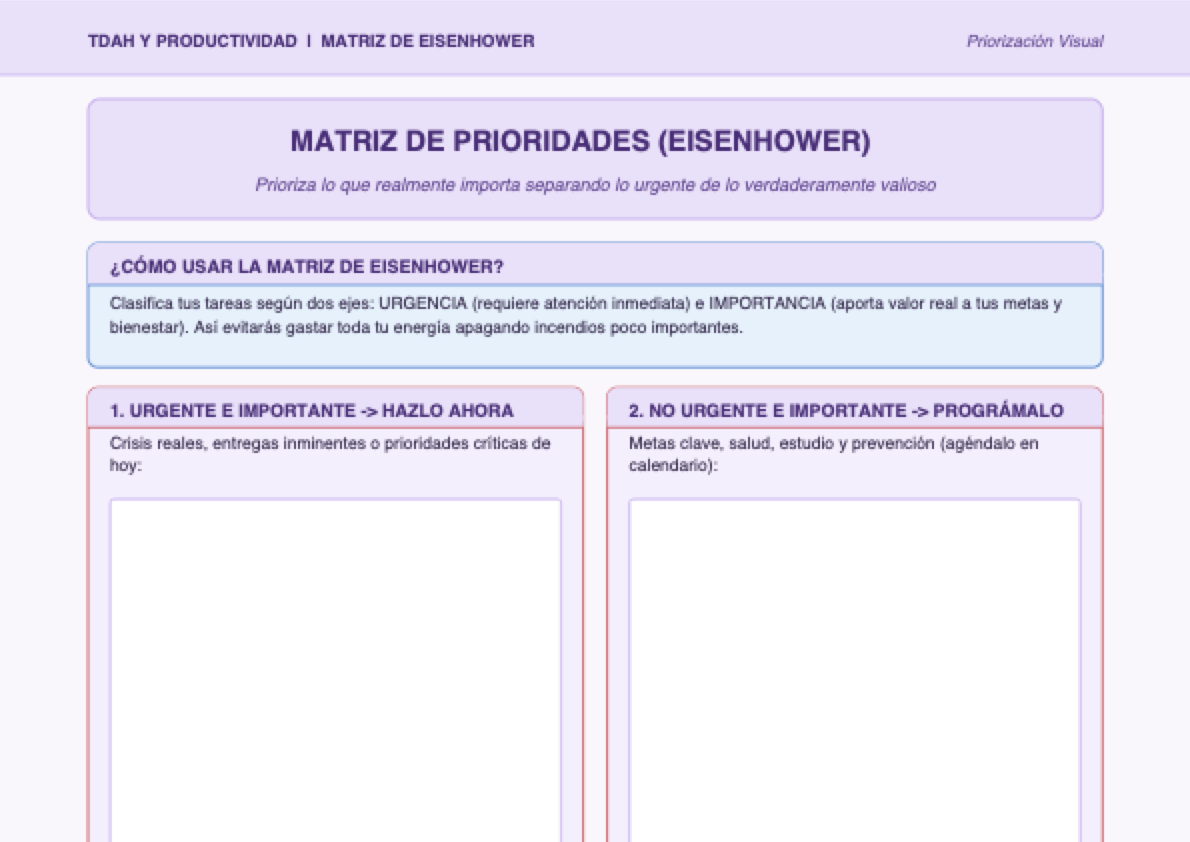 TDAH Y PRODUCTIVIDAD | MATRIZ DE EISENHOWER
Priorización Visual
MATRIZ DE PRIORIDADES (EISENHOWER)
Prioriza lo que realmente importa separando lo urgente de lo verdaderamente valioso
¿CÓMO USAR LA MATRIZ DE EISENHOWER?
Clasifica tus tareas según dos ejes: URGENCIA (requiere atención inmediata) e IMPORTANCIA (aporta valor real a tus metas y
bienestar). Así evitarás gastar toda tu energía apagando incendios poco importantes.
1. URGENTE E IMPORTANTE -> HAZLO AHORA
Crisis reales, entregas inminentes o prioridades críticas de
hoy:
2. NO URGENTE E IMPORTANTE -> PROGRÁMALO
Metas clave, salud, estudio y prevención (agéndalo en
calendario):